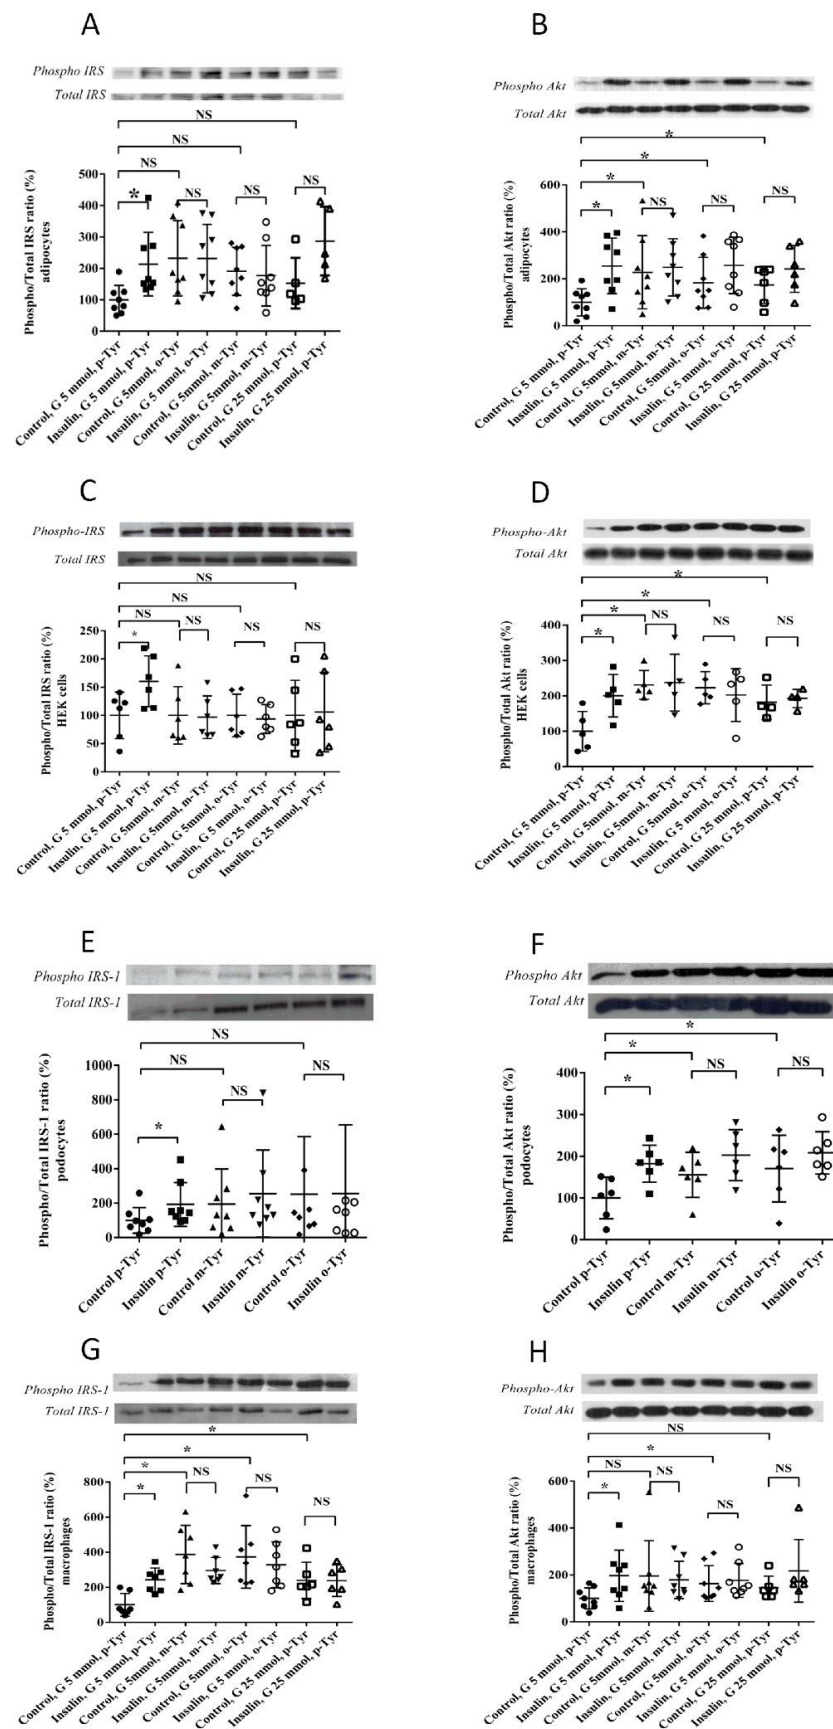 A
Phospho IRS
Total IRS
NS
NS
NS
*
NS
NS
NS
500
400
300
200
100
0
Phospho/Total IRS ratio (%)
adipocytes
Control, G 5 mmol, p-Tyr
Insulin, G 5 mmol, p-Tyr
Control, G 5mmol, o-Tyr
Insulin, G 5 mmol, o-Tyr
Control, G 5mmol, m-Tyr
Insulin, G 5mmol, m-Tyr
Control, G 25 mmol, p-Tyr
Insulin, G 25 mmol, p-Tyr
B
Phospho Akt
Total Akt
*
*
*
*
NS
NS
NS
600
400
200
0
Phospho/Total Akt ratio (%)
adipocytes
Control, G 5 mmol, p-Tyr
Insulin, G 5 mmol, p-Tyr
Control, G 5mmol, m-Tyr
Insulin, G 5mmol, m-Tyr
Control, G 5mmol, o-Tyr
Insulin, G 5 mmol, o-Tyr
Control, G 25 mmol, p-Tyr
Insulin, G 25 mmol, p-Tyr
C
Phospho-IRS
Total IRS
NS
NS
NS
*
NS
NS
NS
250
200
150
100
50
0
Phospho/Total IRS ratio (%)
HEK cells
Control, G 5 mmol, p-Tyr
Insulin, G 5 mmol, p-Tyr
Control, G 5mmol, m-Tyr
Insulin, G 5mmol, m-Tyr
Control, G 5mmol, o-Tyr
Insulin, G 5 mmol, o-Tyr
Control, G 25 mmol, p-Tyr
Insulin, G 25 mmol, p-Tyr
D
Phospho-Akt
Total Akt
*
*
*
*
NS
NS
NS
400
300
200
100
0
Phospho/Total Akt ratio (%)
HEK cells
Control, G 5 mmol, p-Tyr
Insulin, G 5 mmol, p-Tyr
Control, G 5mmol, m-Tyr
Insulin, G 5mmol, m-Tyr
Control, G 5mmol, o-Tyr
Insulin, G 5 mmol, o-Tyr
Control, G 25 mmol, p-Tyr
Insulin, G 25 mmol, p-Tyr
E
Phospho IRS-1
Total IRS-1
NS
NS
*
NS
NS
1000
800
600
400
200
0
Phospho/Total IRS-1 ratio (%)
podocytes
Control p-Tyr
Insulin p-Tyr
Control m-Tyr
Insulin m-Tyr
Control o-Tyr
Insulin o-Tyr
F
Phospho Akt
Total Akt
*
*
*
NS
NS
400
300
200
100
0
Phospho/Total Akt ratio (%)
podocytes
Control p-Tyr
Insulin p-Tyr
Control m-Tyr
Insulin m-Tyr
Control o-Tyr
Insulin o-Tyr
G
Phospho IRS-1
Total IRS-1
*
*
*
*
NS
NS
NS
800
600
400
200
0
Phospho/Total IRS-1 ratio (%)
macrophages
Control, G 5 mmol, p-Tyr
Insulin, G 5 mmol, p-Tyr
Control, G 5mmol, m-Tyr
Insulin, G 5mmol, m-Tyr
Control, G 5mmol, o-Tyr
Insulin, G 5 mmol, o-Tyr
Control, G 25 mmol, p-Tyr
Insulin, G 25 mmol, p-Tyr
H
Phospho-Akt
Total Akt
NS
*
NS
*
NS
NS
NS
600
400
200
0
Phospho/Total Akt ratio (%)
macrophages
Control, G 5 mmol, p-Tyr
Insulin, G 5 mmol, p-Tyr
Control, G 5mmol, m-Tyr
Insulin, G 5mmol, m-Tyr
Control, G 5mmol, o-Tyr
Insulin, G 5 mmol, o-Tyr
Control, G 25 mmol, p-Tyr
Insulin, G 25 mmol, p-Tyr